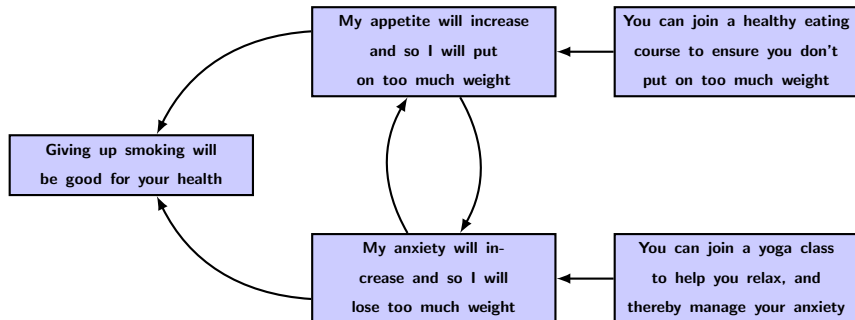 My appetite will increase
and so I will put
on too much weight
You can join a healthy eating
course to ensure you don't
put on too much weight
Giving up smoking will
be good for your health
My anxiety will in-
crease and so I will
lose too much weight
You can join a yoga class
to help you relax, and
thereby manage your anxiety